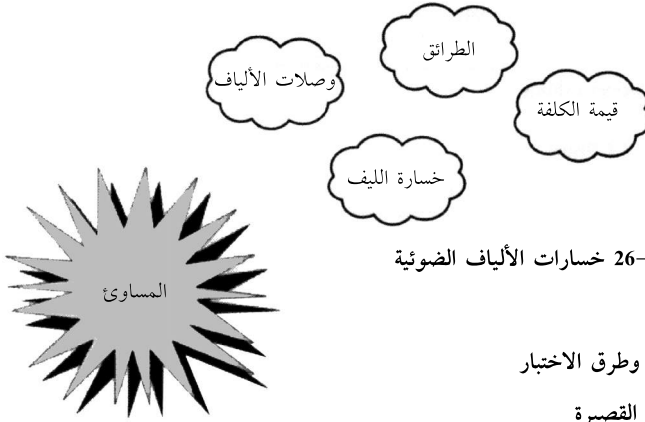 الطرائق
وصلات الألياف
قيمة الكلفة
خسارة الليف
-26 خسارات الألياف الضوئية
المساوئ
وطرق الاختبار
القصيرة